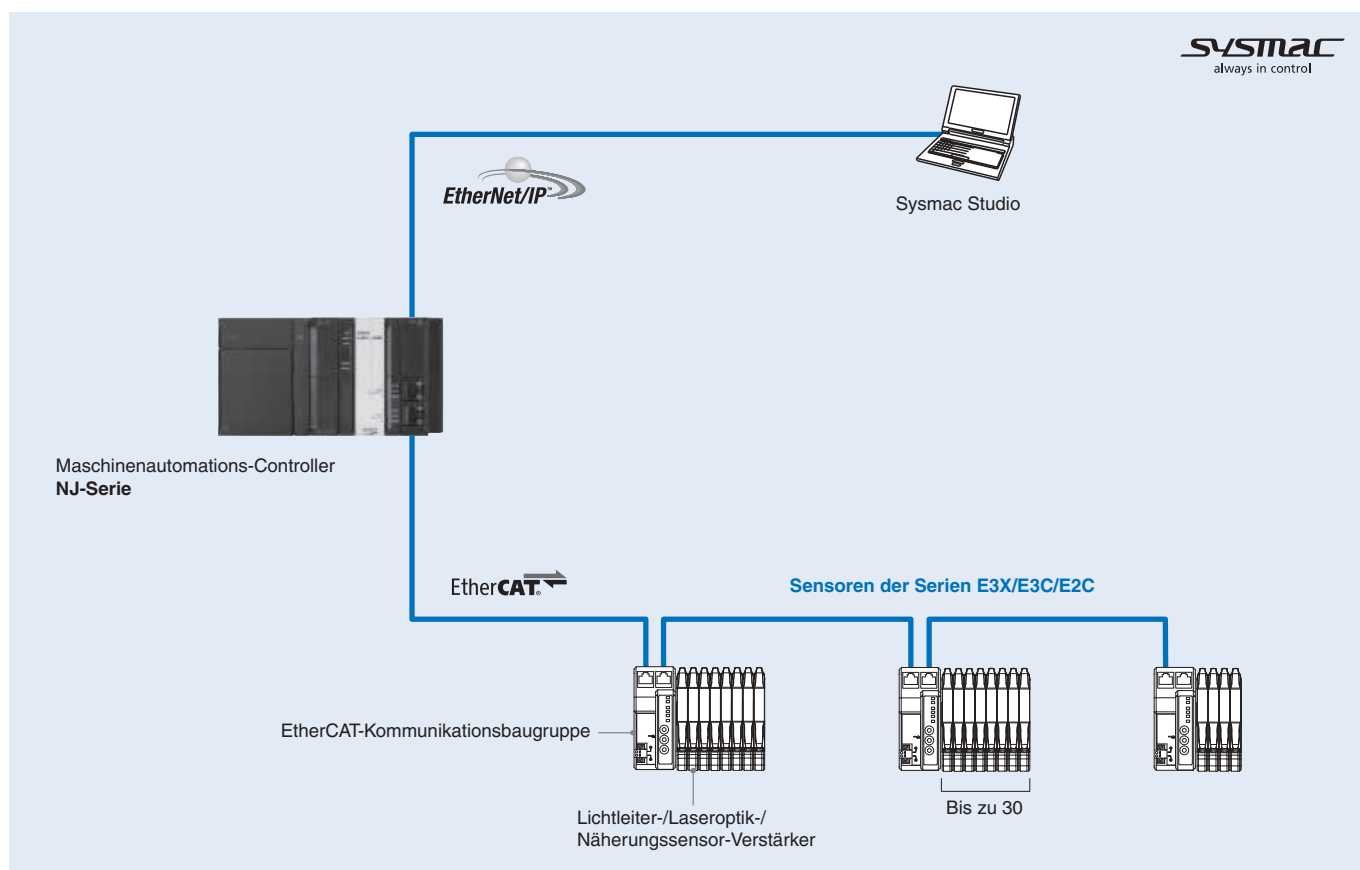 sysmac
always in control
EtherNet/IP™
Sysmac Studio
Maschinenautomations-Controller
NJ-Serie
EtherCAT®
Sensoren der Serien E3X/E3C/E2C
EtherCAT-Kommunikationsbaugruppe
Lichtleiter-/Laseroptik-/
Näherungssensor-Verstärker
Bis zu 30